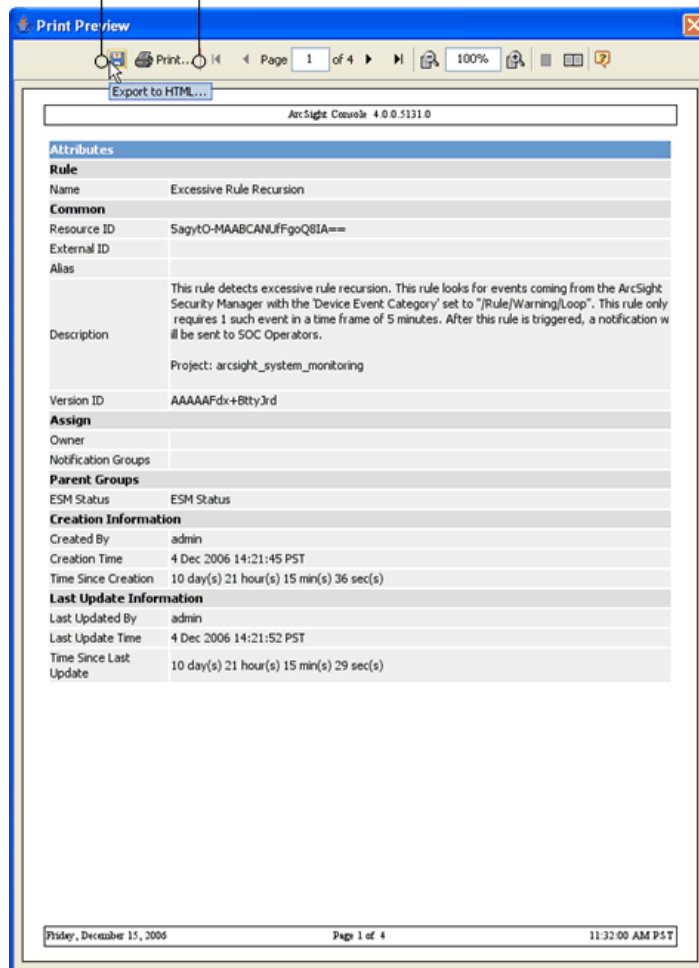 Print Preview
Print... Page 1 of 4 100%
Export to HTML...
ArcSight Console 4.0.0.5131.0
Attributes
Rule
Name Excessive Rule Recursion
Common
Resource ID 5agytO-MAABCANUfFgoQ8IA==
External ID
Alias
Description
This rule detects excessive rule recursion. This rule looks for events coming from the ArcSight
Security Manager with the 'Device Event Category' set to "/Rule/Warning/Loop". This rule only
requires 1 such event in a time frame of 5 minutes. After this rule is triggered, a notification w
ill be sent to SOC Operators.
Project: arcsight_system_monitoring
Version ID AAAAAFdx+BttyJrd
Assign
Owner
Notification Groups
Parent Groups
ESM Status ESM Status
Creation Information
Created By admin
Creation Time 4 Dec 2006 14:21:45 PST
Time Since Creation 10 day(s) 21 hour(s) 15 min(s) 36 sec(s)
Last Update Information
Last Updated By admin
Last Update Time 4 Dec 2006 14:21:52 PST
Time Since Last
Update 10 day(s) 21 hour(s) 15 min(s) 29 sec(s)
Friday, December 15, 2006 Page 1 of 4 11:32:00 AM PST